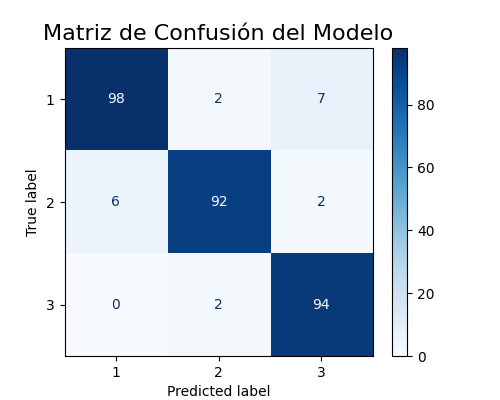 Matriz de Confusión del Modelo
1 98 2 7
2 6 92 2
3 0 2 94
1 2 3
Predicted label
True label
80
60
40
20
0